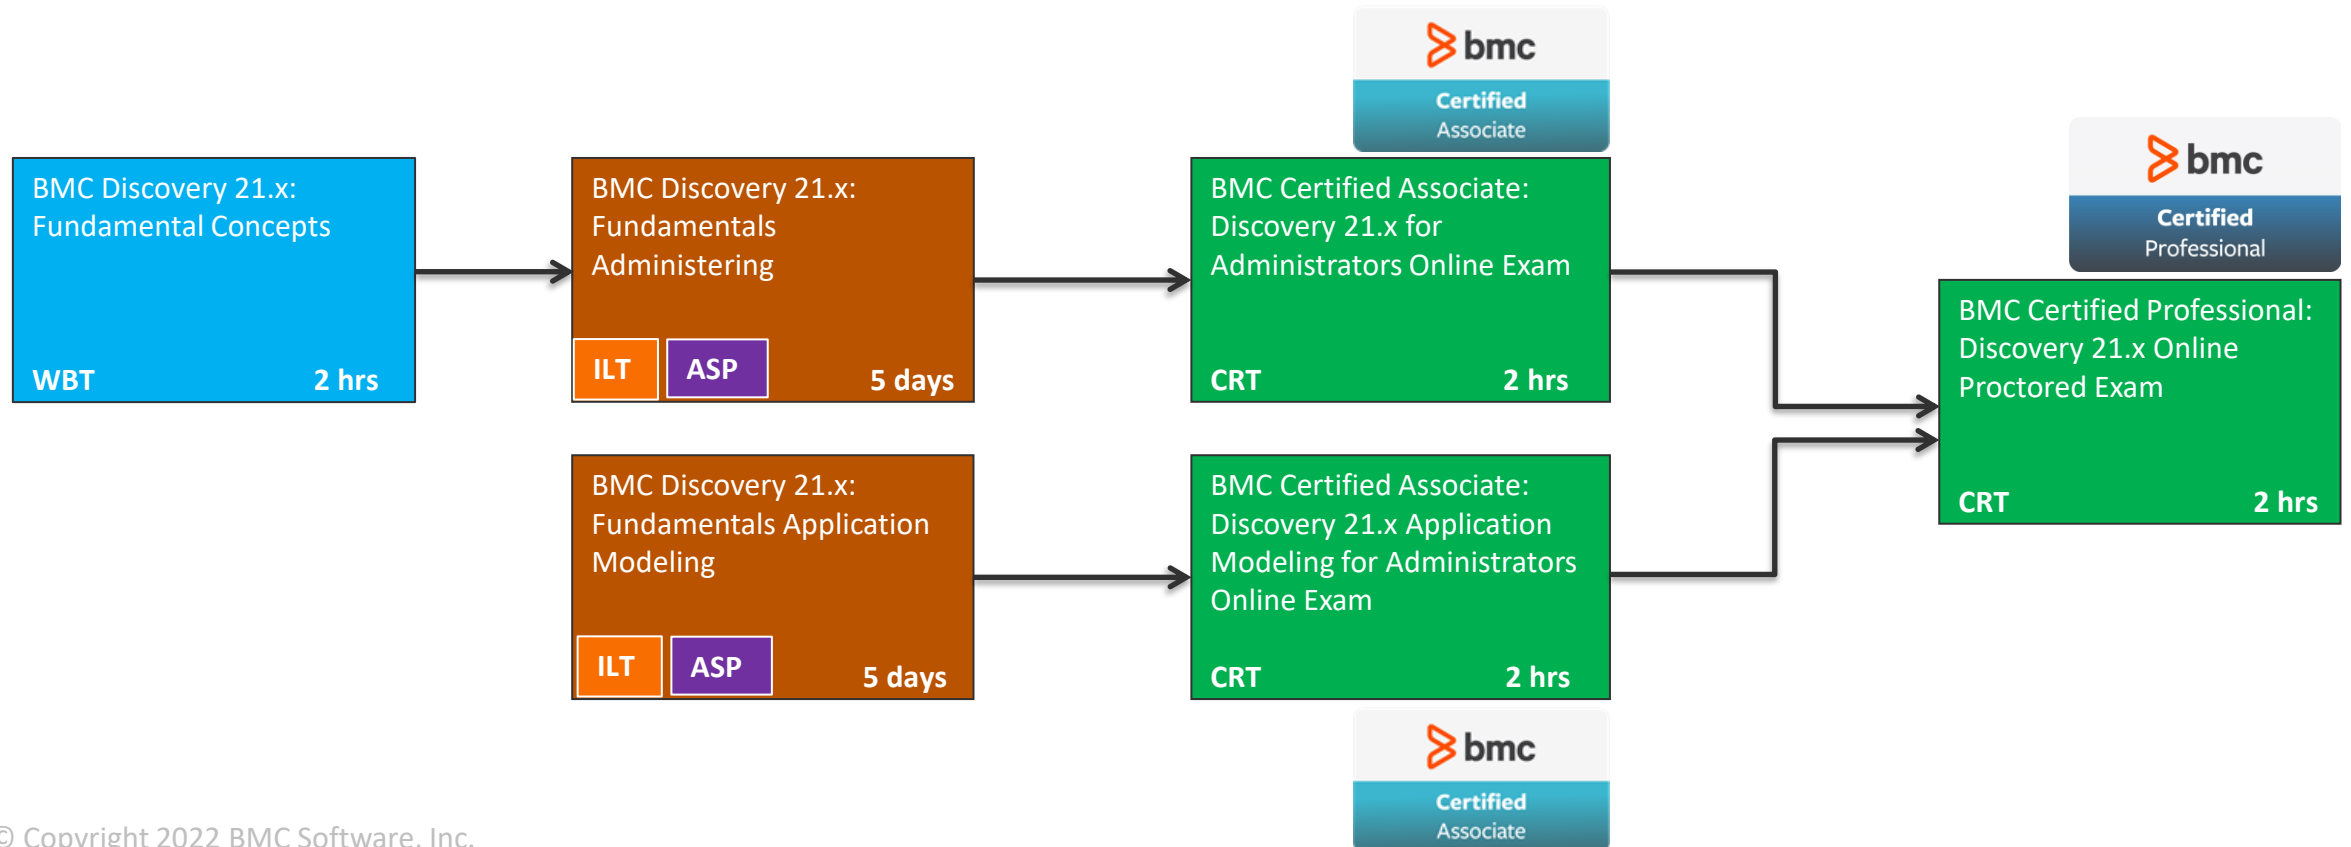 bmc
Certified
Associate
bmc
Certified
Professional
BMC Discovery 21.x:
Fundamental Concepts
WBT 2 hrs
BMC Discovery 21.x:
Fundamentals
Administering
ILT ASP 5 days
BMC Certified Associate:
Discovery 21.x for
Administrators Online Exam
CRT 2 hrs
BMC Certified Professional:
Discovery 21.x Online
Proctored Exam
CRT 2 hrs
BMC Discovery 21.x:
Fundamentals Application
Modeling
ILT ASP 5 days
BMC Certified Associate:
Discovery 21.x Application
Modeling for Administrators
Online Exam
CRT 2 hrs
bmc
Certified
Associate
© Copyright 2022 BMC Software, Inc.